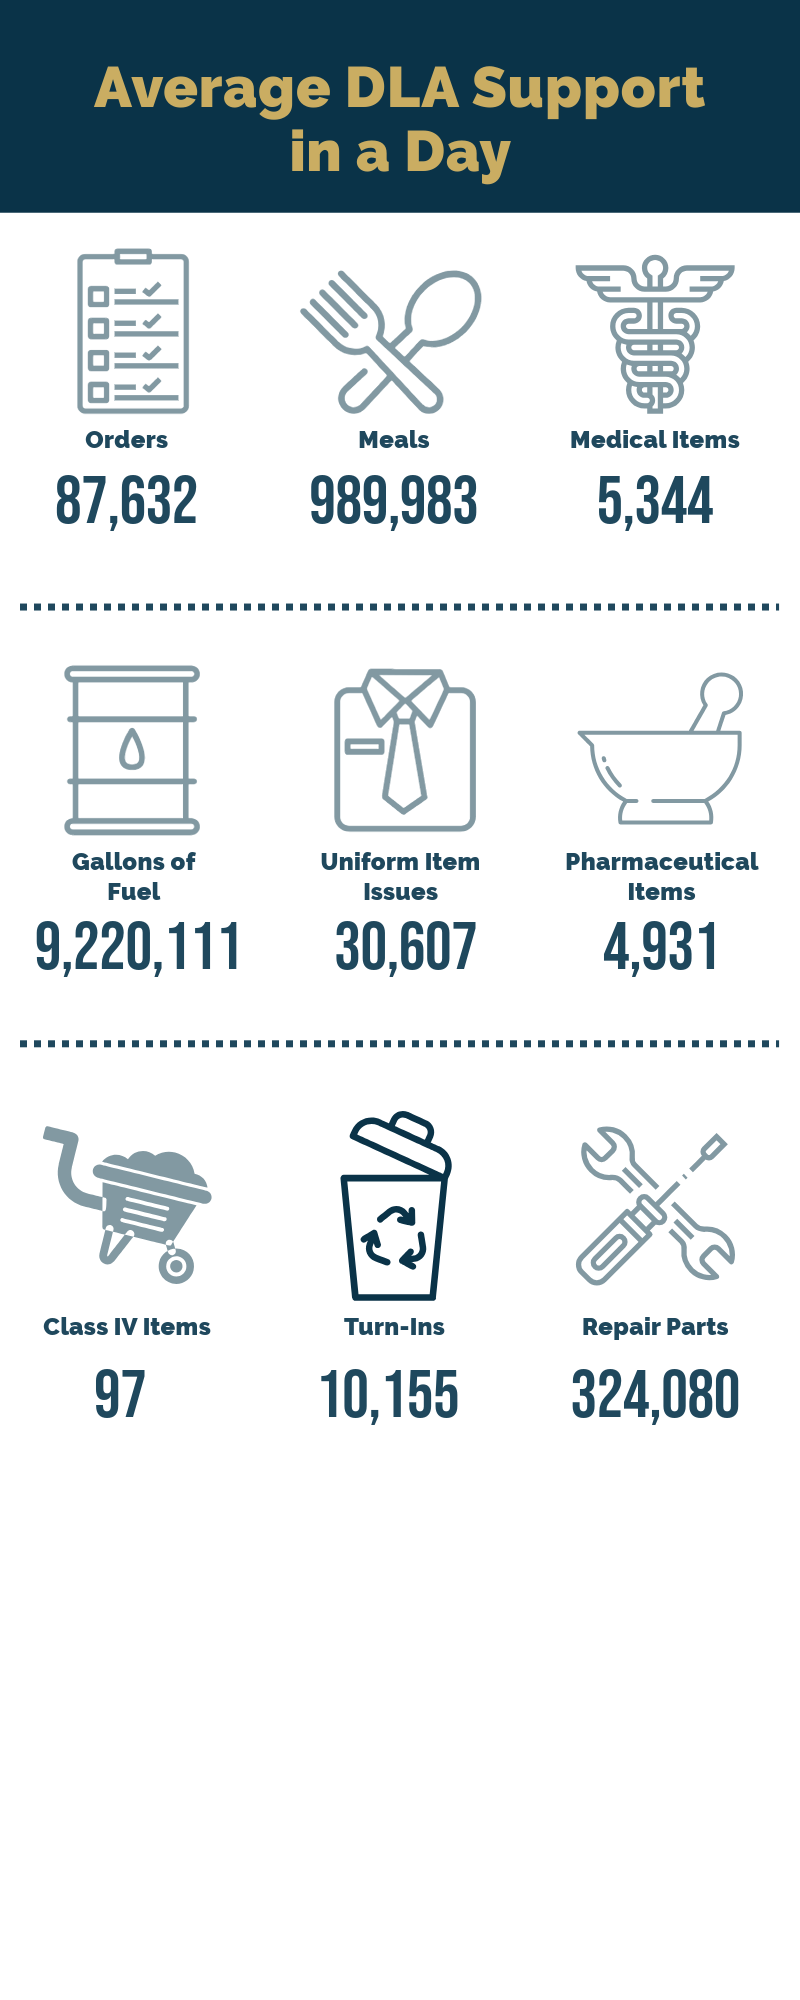 Average DLA Support
in a Day
Orders
87,632
Meals
989,983
Medical Items
5,344
Gallons of
Fuel
9,220,111
Uniform Item
Issues
30,607
Pharmaceutical
Items
4,931
Class IV Items
97
Turn-Ins
10,155
Repair Parts
324,080